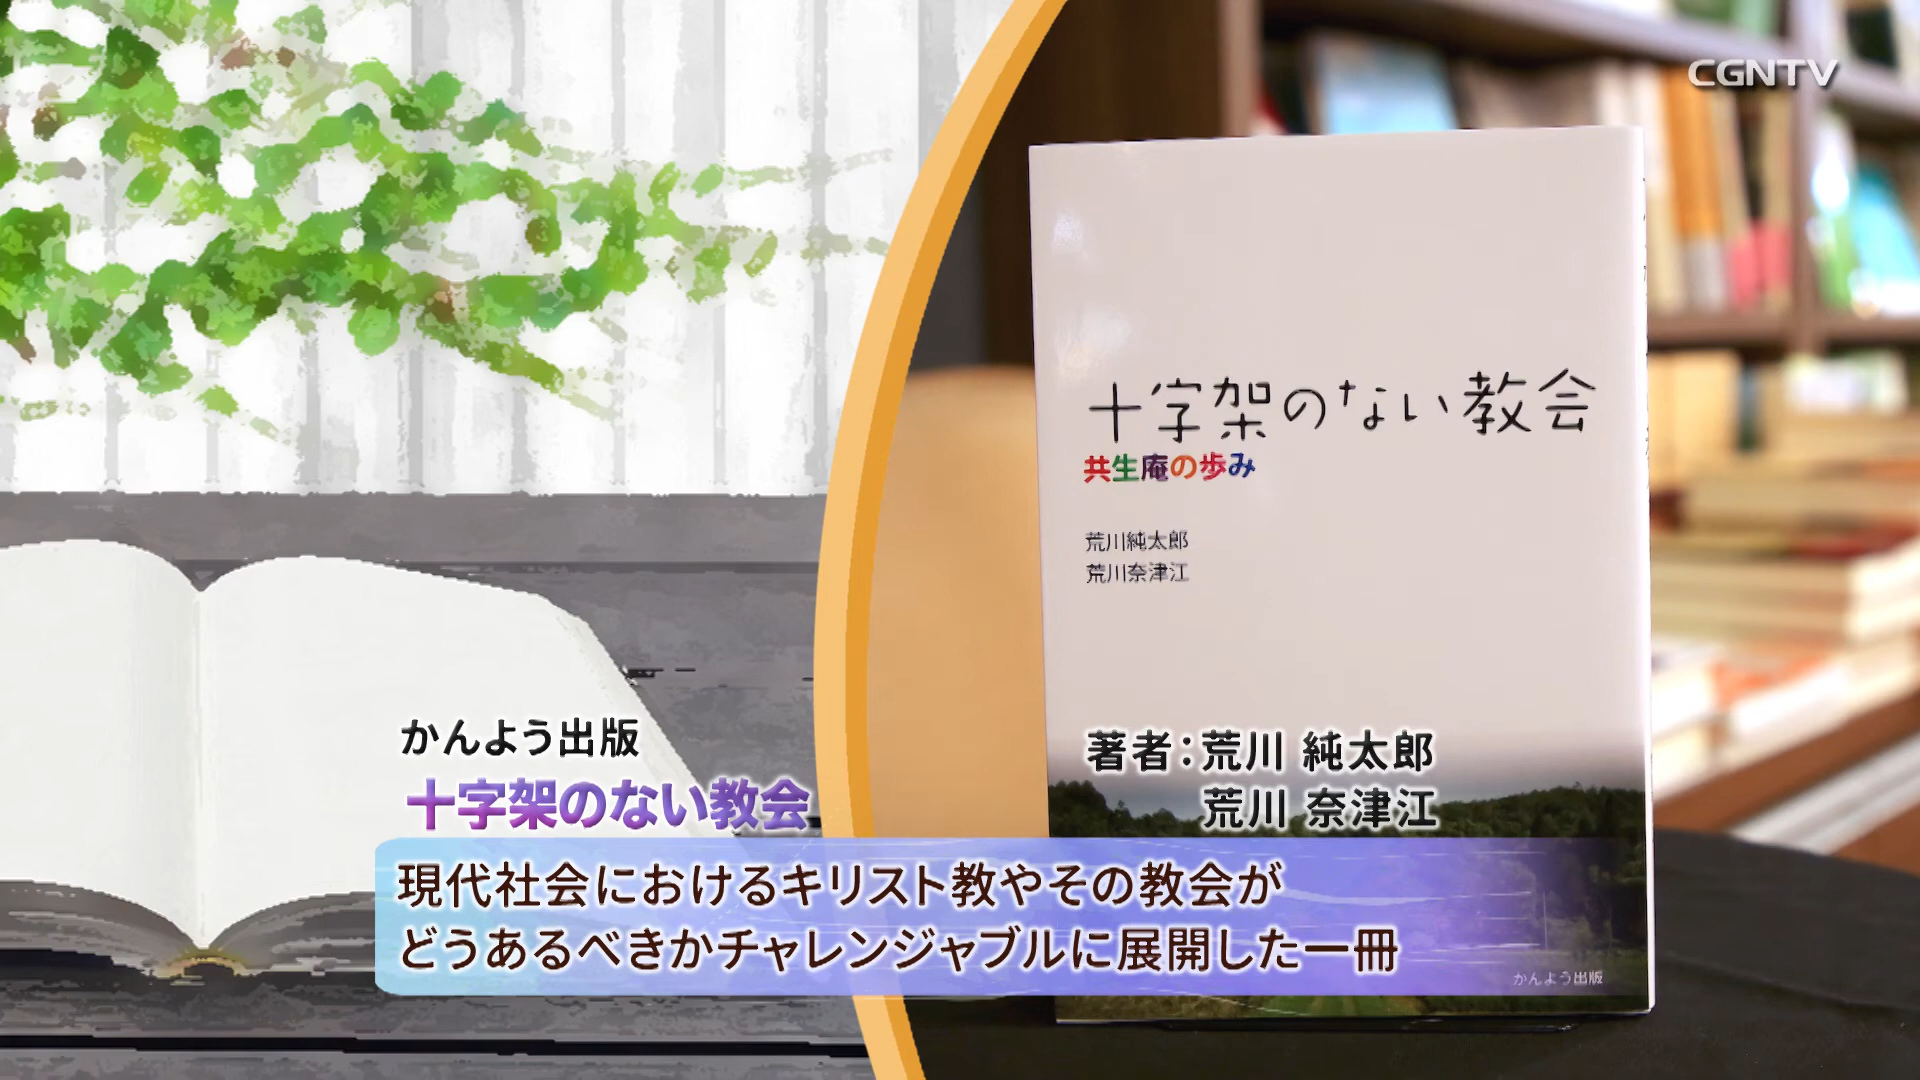 CGNTV
十字架のない教会
共生庵の歩み
荒川純太郎
荒川奈津江
かんよう出版
十字架のない教会
著者:荒川 純太郎
荒川 奈津江
現代社会におけるキリスト教やその教会が
どうあるべきかチャレンジャブルに展開した一冊
かんよう出版